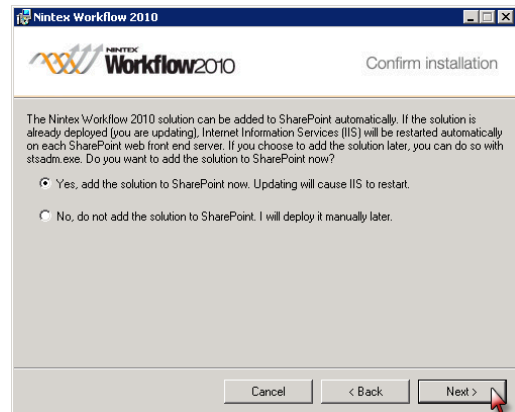 Nintex Workflow 2010
NINTEX
Workflow2010
Confirm installation
The Nintex Workflow 2010 solution can be added to SharePoint automatically. If the solution is
already deployed (you are updating), Internet Information Services (IIS) will be restarted automatically
on each SharePoint web front end server. If you choose to add the solution later, you can do so with
stsadm.exe. Do you want to add the solution to SharePoint now?
Yes, add the solution to SharePoint now. Updating will cause IIS to restart.
No, do not add the solution to SharePoint. I will deploy it manually later.
Cancel
< Back
Next >